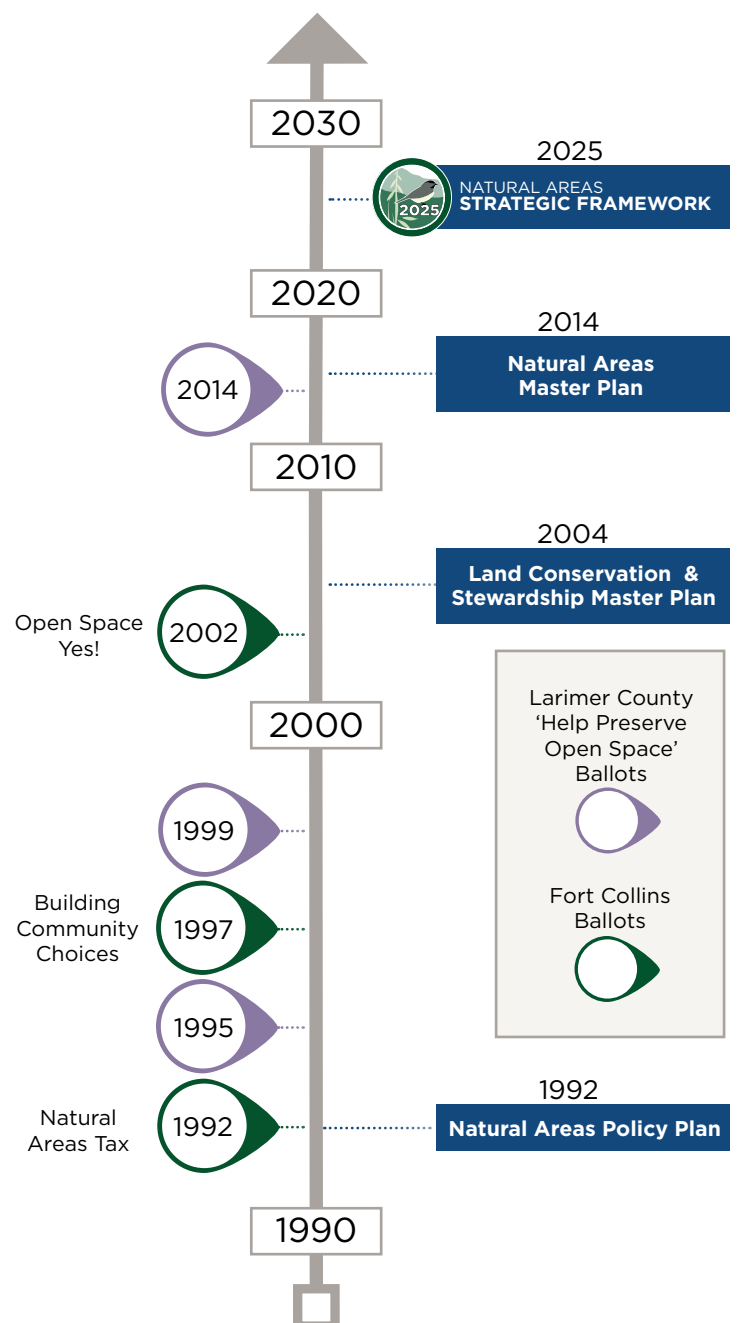 2030
2025
2025
NATURAL AREAS
STRATEGIC FRAMEWORK
2020
2014
Natural Areas
Master Plan
2014
2010
2004
Land Conservation &
Stewardship Master Plan
Open Space
Yes!
2002
2000
Larimer County
‘Help Preserve
Open Space’
Ballots
1999
Building
Community
Choices
1997
Fort Collins
Ballots
1995
1992
Natural Areas Policy Plan
Natural
Areas Tax
1992
1990